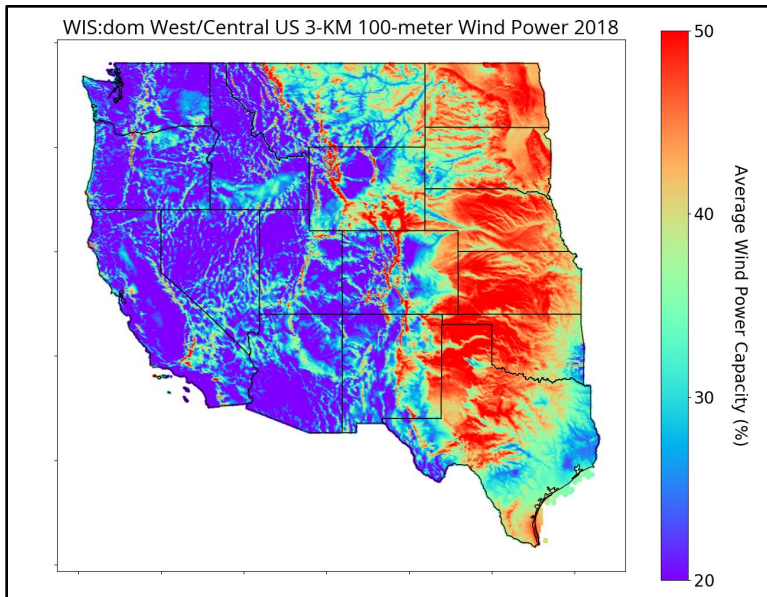 WIS:dom West/Central US 3-KM 100-meter Wind Power 2018
50
40
30
20
Average Wind Power Capacity (%)